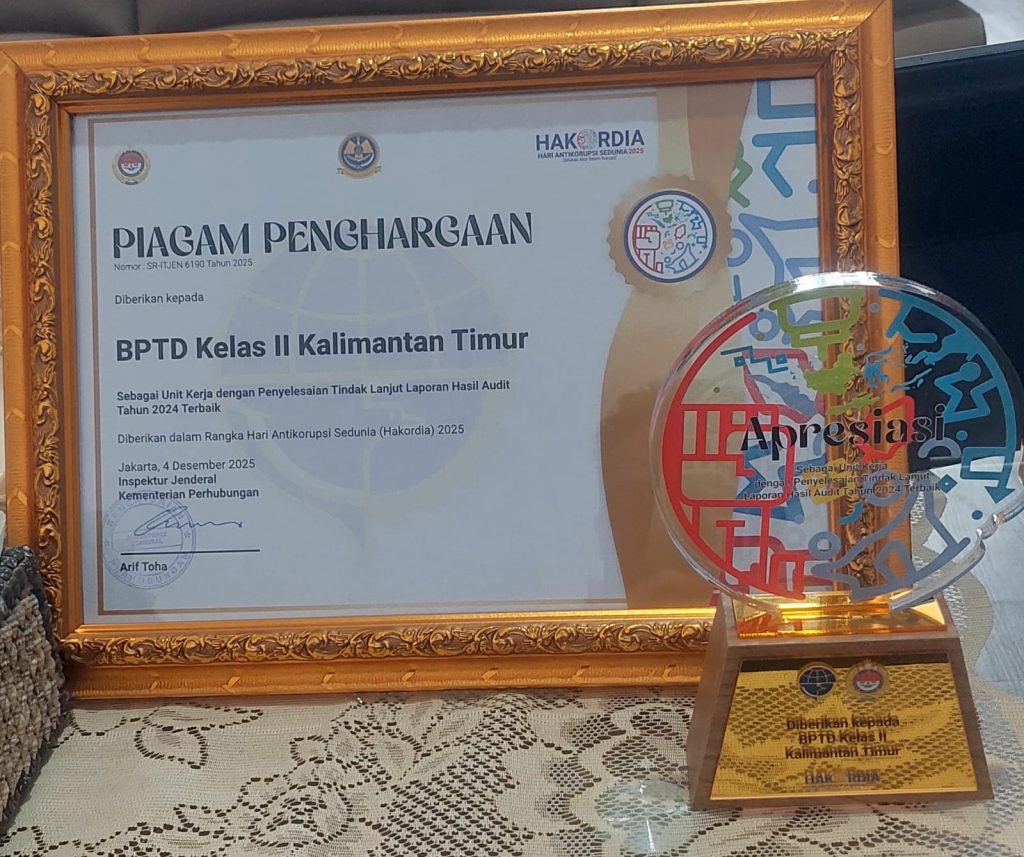 HAKORDIA
HARI ANTIKORUPSI SEDUNIA 2025
PIAGAM PENGHARGAAN
Nomor : SR-ITJEN 6190 Tahun 2025
Diberikan kepada
BPTD Kelas II Kalimantan Timur
Sebagai Unit Kerja dengan Penyelesaian Tindak Lanjut Laporan Hasil Audit
Tahun 2024 Terbaik
Diberikan dalam Rangka Hari Antikorupsi Sedunia (Hakordia) 2025
Jakarta, 4 Desember 2025
Inspektur Jenderal
Kementerian Perhubungan
Arif Toha
Apresiasi
Sebagai Unit Kerja
dengan Penyelesaian Tindak Lanjut
Laporan Hasil Audit Tahun 2024 Terbaik
Diberikan kepada
BPTD Kelas II
Kalimantan Timur
HAK RDIA